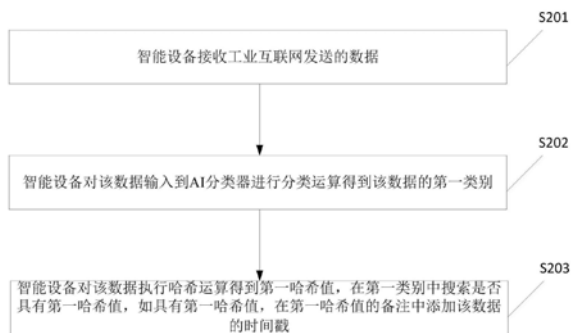 S201
智能设备接收工业互联网发送的数据
S202
智能设备对该数据输入到AI分类器进行分类运算得到该数据的第一类别
S203
智能设备对该数据执行哈希运算得到第一哈希值，在第一类别中搜索是否
具有第一哈希值，如具有第一哈希值，在第一哈希值的备注中添加该数据
的时间戳